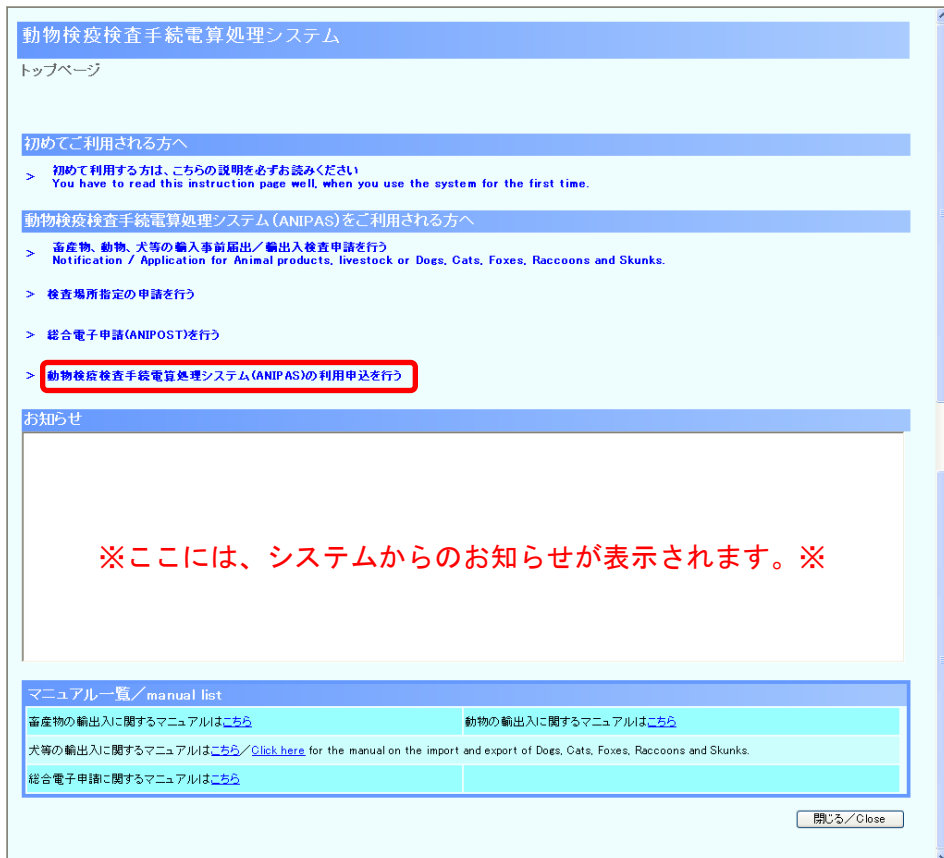 動物検疫検査手続電算処理システム
トップページ
初めてご利用される方へ
> 初めて利用する方は、こちらの説明を必ずお読みください
You have to read this instruction page well, when you use the system for the first time.
動物検疫検査手続電算処理システム(ANIPAS)をご利用される方へ
> 畜産物、動物、犬等の輸入事前届出/輸出入検査申請を行う
Notification / Application for Animal products, livestock or Dogs, Cats, Foxes, Raccoons and Skunks.
> 検査場所指定の申請を行う
> 総合電子申請(ANIPOST)を行う
> 動物検疫検査手続電算処理システム(ANIPAS)の利用申込を行う
お知らせ
※ここには、システムからのお知らせが表示されます。※
マニュアル一覧/manual list
畜産物の輸出入に関するマニュアルはこちら
動物の輸出入に関するマニュアルはこちら
犬等の輸出入に関するマニュアルはこちら/Click here for the manual on the import and export of Dogs, Cats, Foxes, Raccoons and Skunks.
総合電子申請に関するマニュアルはこちら
閉じる/Close